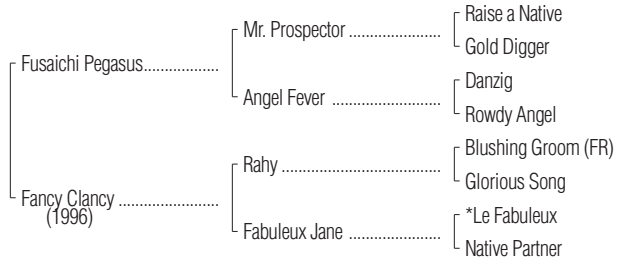 Raise a Native
Mr. Prospector ......................
Gold Digger
Fusaichi Pegasus..................
Danzig
Angel Fever ..........................
Rowdy Angel
Blushing Groom (FR)
Rahy ......................................
Glorious Song
Fancy Clancy ........................
(1996)
*Le Fabuleux
Fabuleux Jane ......................
Native Partner